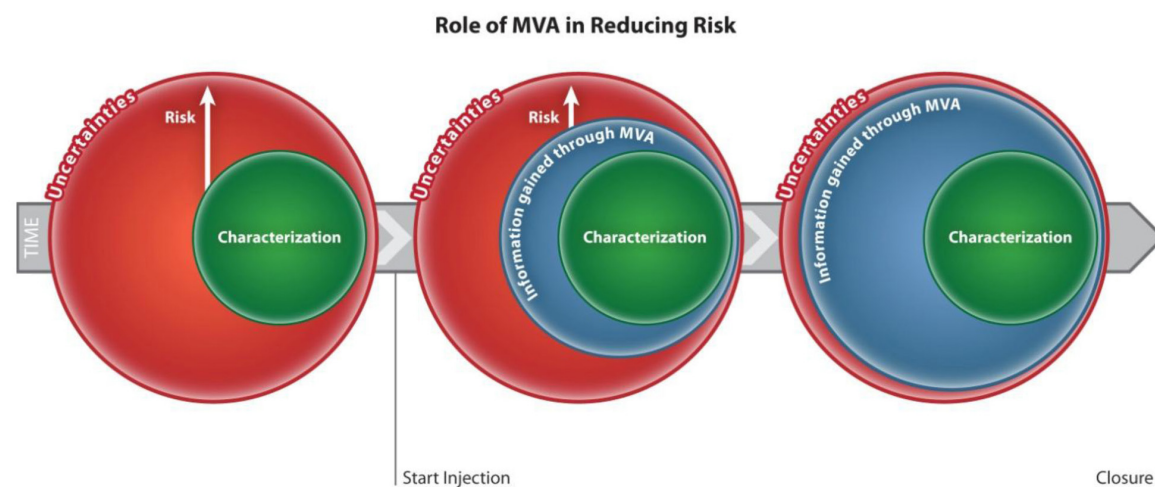 Role of MVA in Reducing Risk
TIME
Uncertainties
Risk
Characterization
Uncertainties
Risk
Information gained through MVA
Characterization
Uncertainties
Information gained through MVA
Characterization
Start Injection
Closure